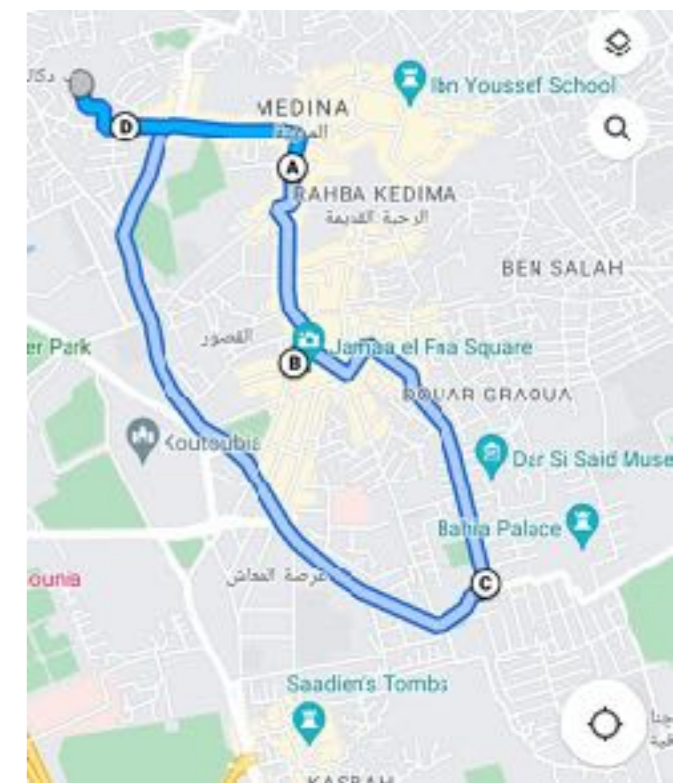 Ibn Youssef School
MEDINA
المدينة
D
A
RAHBA KEDIMA
الرحبة القديمة
BEN SALAH
القصور
er Park
Jamaa el Fna Square
B
DOUAR GRAOUA
Koutoubia
Dar Si Said Muse
Bahia Palace
ounia
عرصة المعاش
C
Saadien's Tombs
KASBAH